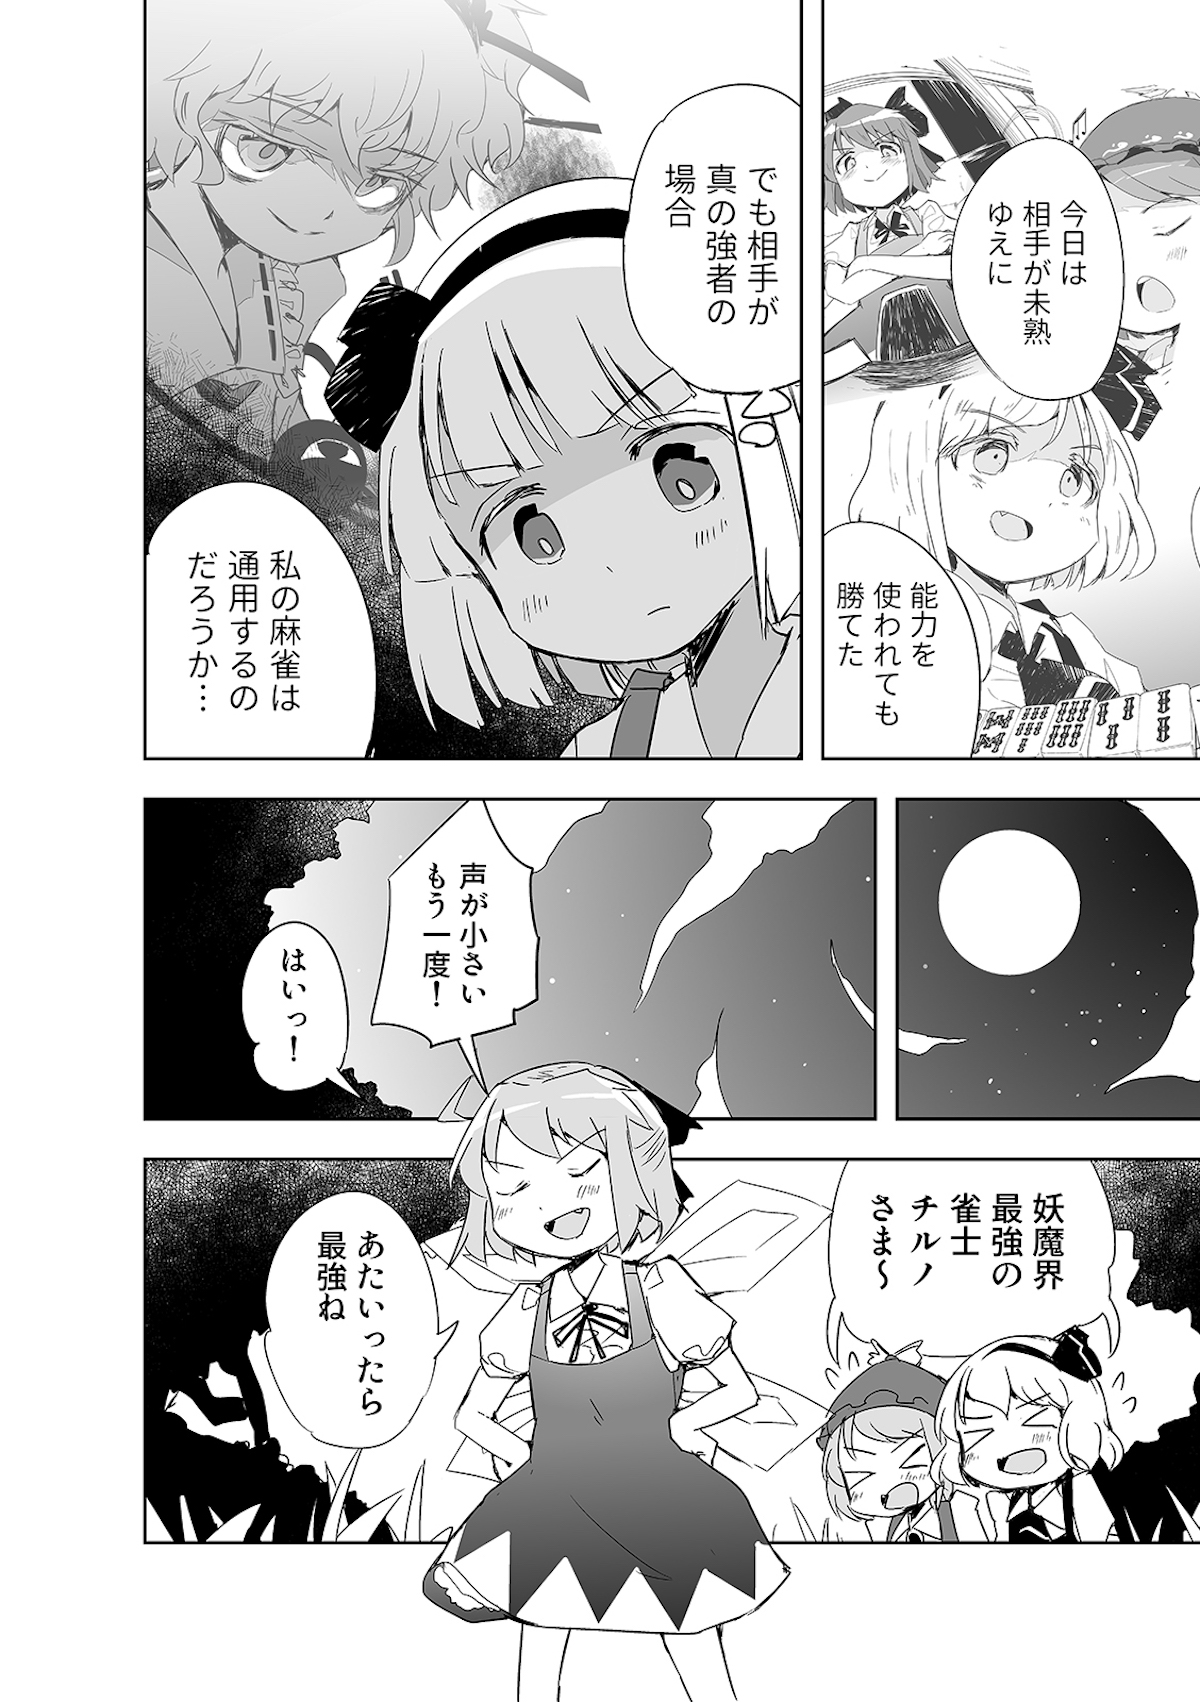 今日は
相手が未熟
ゆえに
能力を
使われても
勝てた
でも相手が
真の強者の
場合
私の麻雀は
通用するの
だろうか…
声が小さい
もう一度！
はいっ！
妖魔界
最強の
雀士
チルノ
さま〜
あたいったら
最強ね